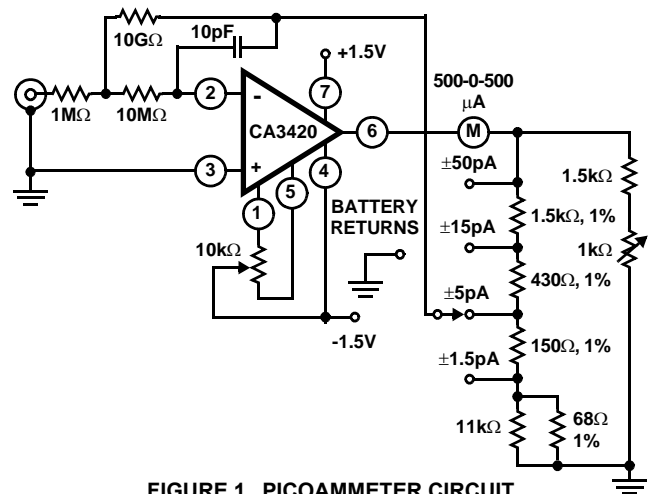 10GΩ
10pF
+1.5V
500-0-500
μA
1MΩ
10MΩ
2
-
7
CA3420
6
M
3
+
4
5
1
±50pA
1.5kΩ
BATTERY
RETURNS
1.5kΩ, 1%
±15pA
1kΩ
10kΩ
430Ω, 1%
±5pA
-1.5V
150Ω, 1%
±1.5pA
11kΩ
68Ω
1%
FIGURE 1. PICOAMMETER CIRCUIT